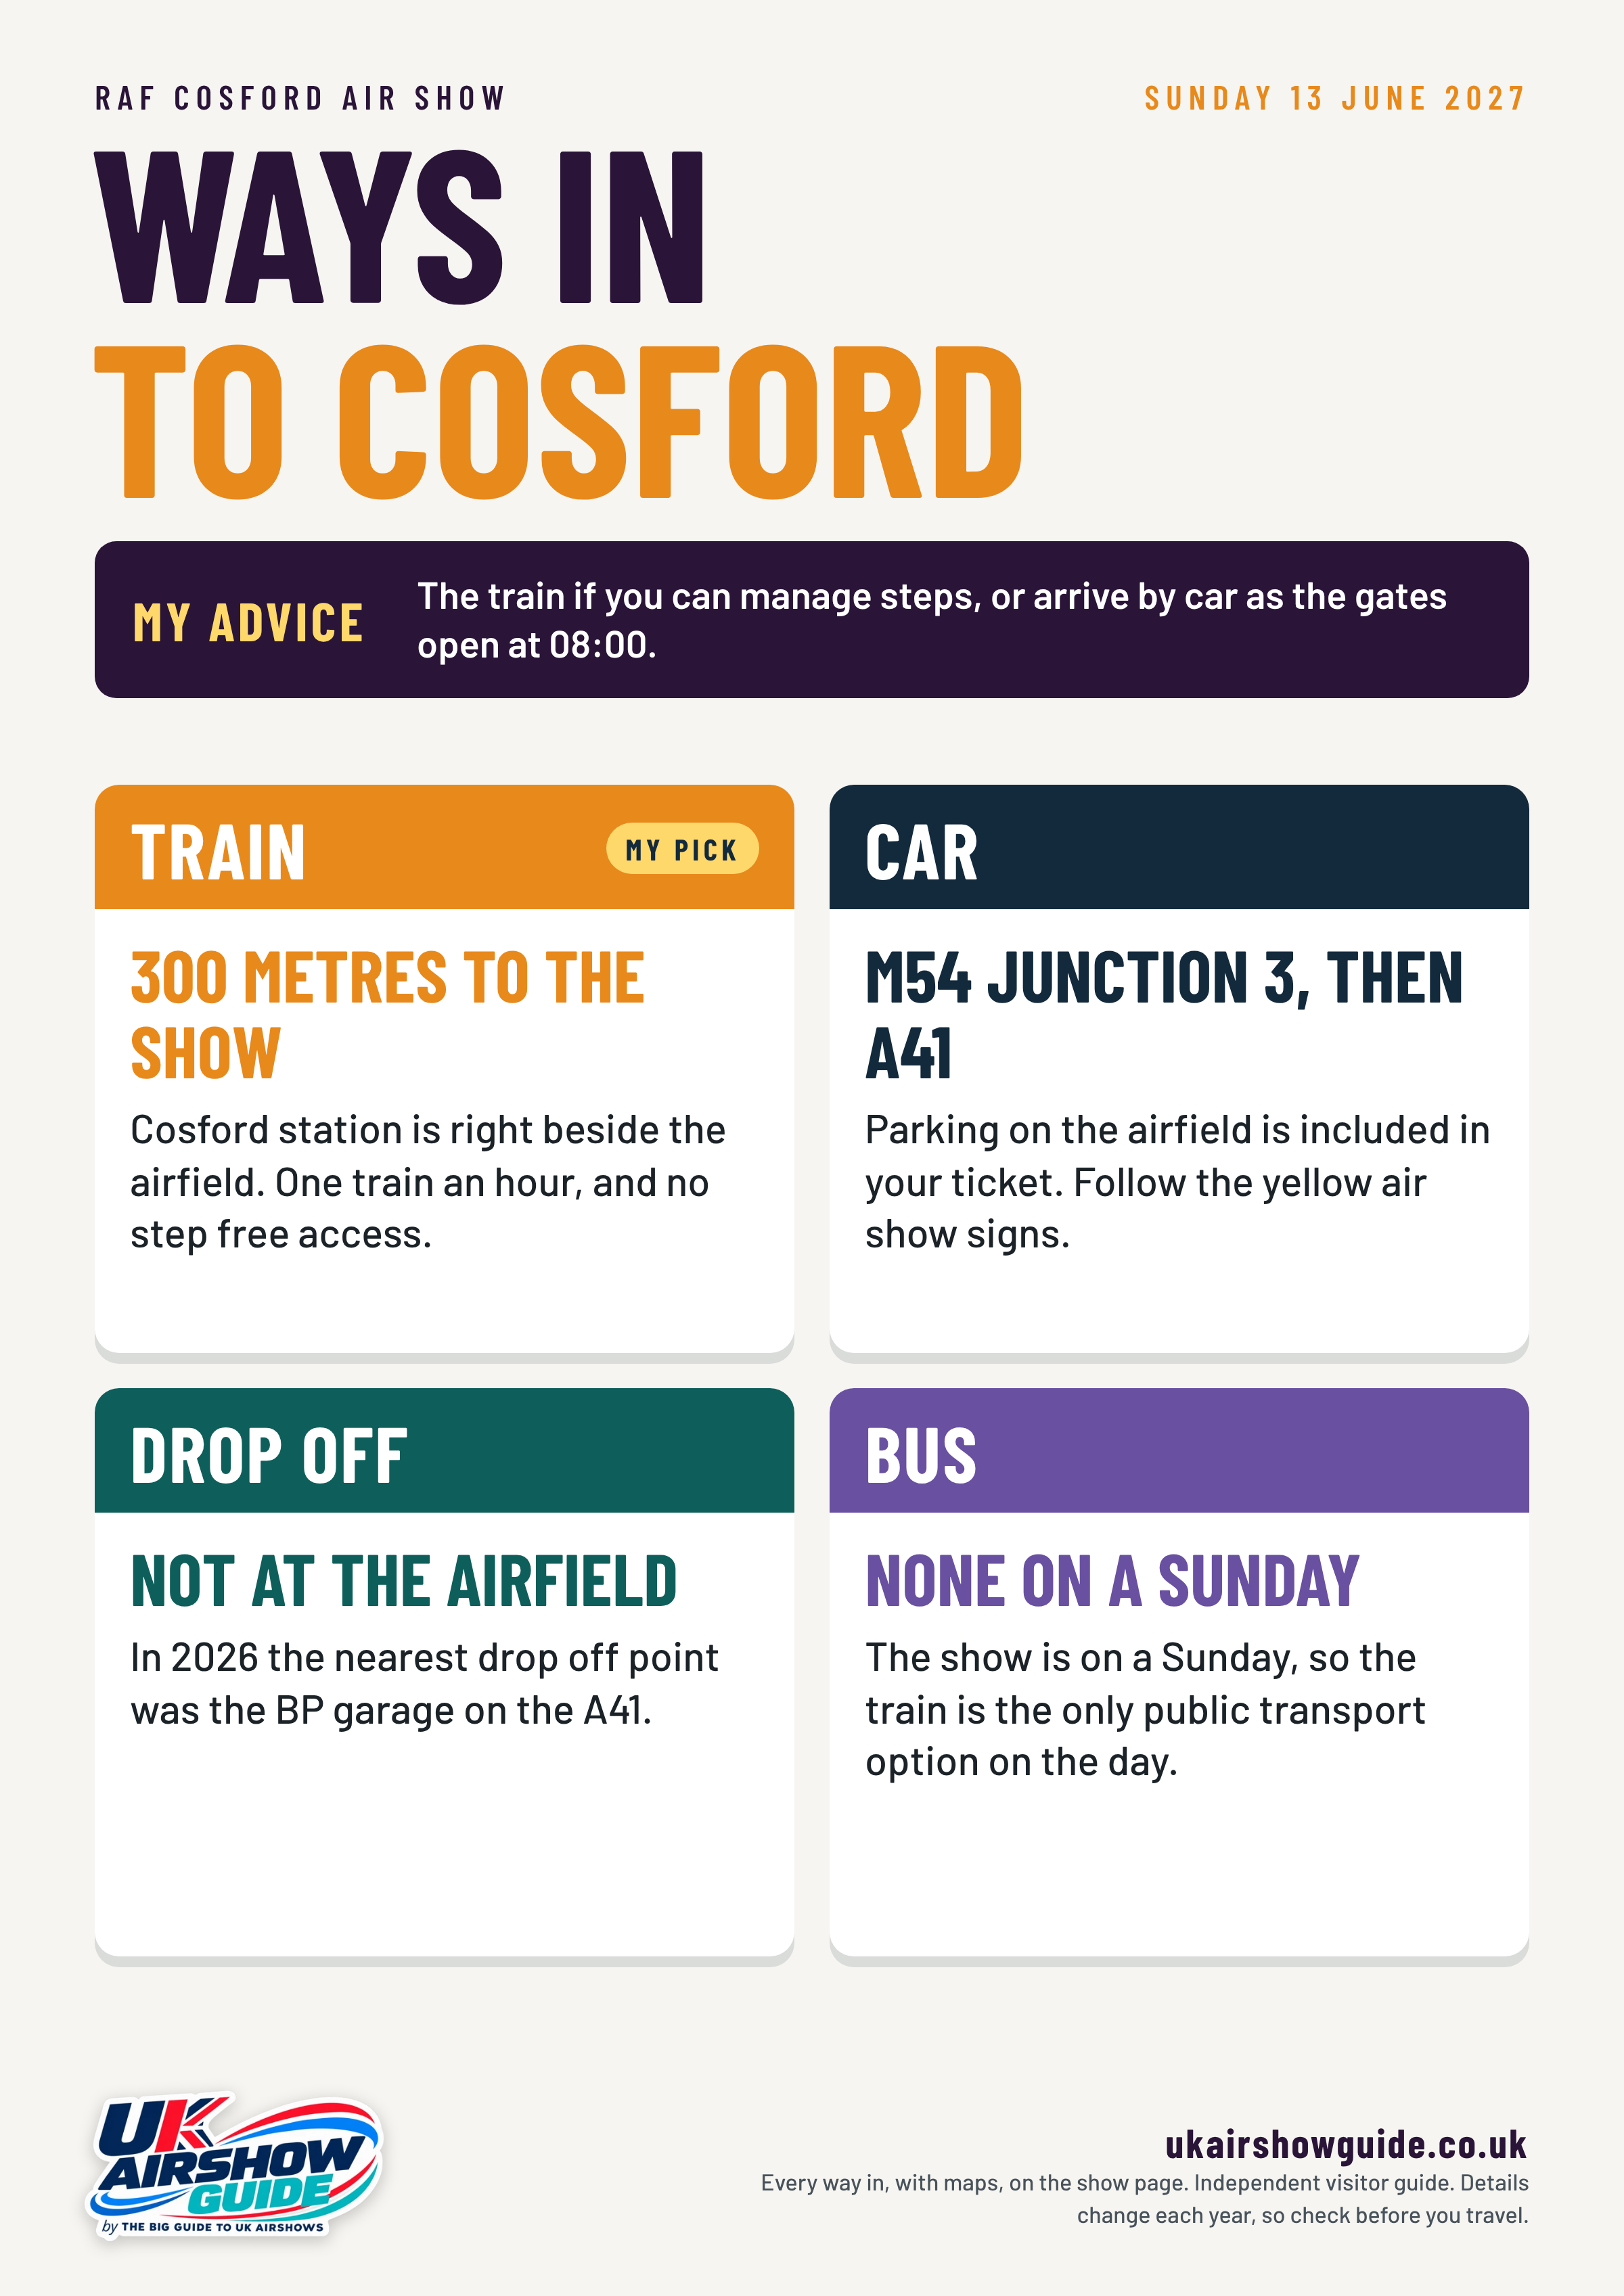 RAF COSFORD AIR SHOW
SUNDAY 13 JUNE 2027
WAYS IN
TO COSFORD
MY ADVICE
The train if you can manage steps, or arrive by car as the gates
open at 08:00.
TRAIN
MY PICK
300 METRES TO THE
SHOW
Cosford station is right beside the
airfield. One train an hour, and no
step free access.
CAR
M54 JUNCTION 3, THEN
A41
Parking on the airfield is included in
your ticket. Follow the yellow air
show signs.
DROP OFF
NOT AT THE AIRFIELD
In 2026 the nearest drop off point
was the BP garage on the A41.
BUS
NONE ON A SUNDAY
The show is on a Sunday, so the
train is the only public transport
option on the day.
UK
AIRSHOW
GUIDE
by THE BIG GUIDE TO UK AIRSHOWS
ukairshowguide.co.uk
Every way in, with maps, on the show page. Independent visitor guide. Details
change each year, so check before you travel.